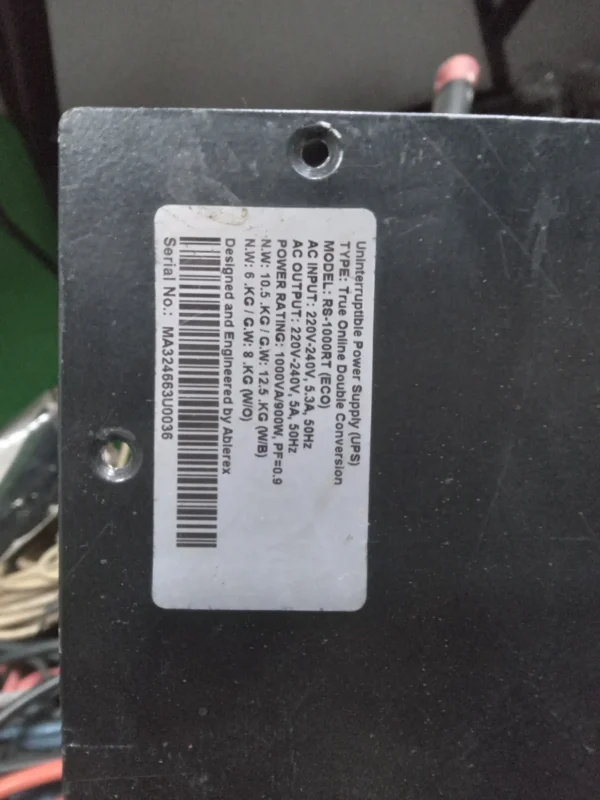 Uninterruptible Power Supply (UPS)
TYPE: True Online Double Conversion
MODEL: RS-1000RT (ECO)
AC INPUT: 220V-240V, 5.3A, 50Hz
AC OUTPUT: 220V-240V, 5A, 50Hz
POWER RATING: 1000VA/900W, PF=0.9
N.W: 10.5 .KG / G.W: 12.5 .KG (W/B)
N.W: 6 .KG / G.W: 8 .KG (W/O)
Designed and Engineered by Ablerex
Serial No.: MA324663U0036